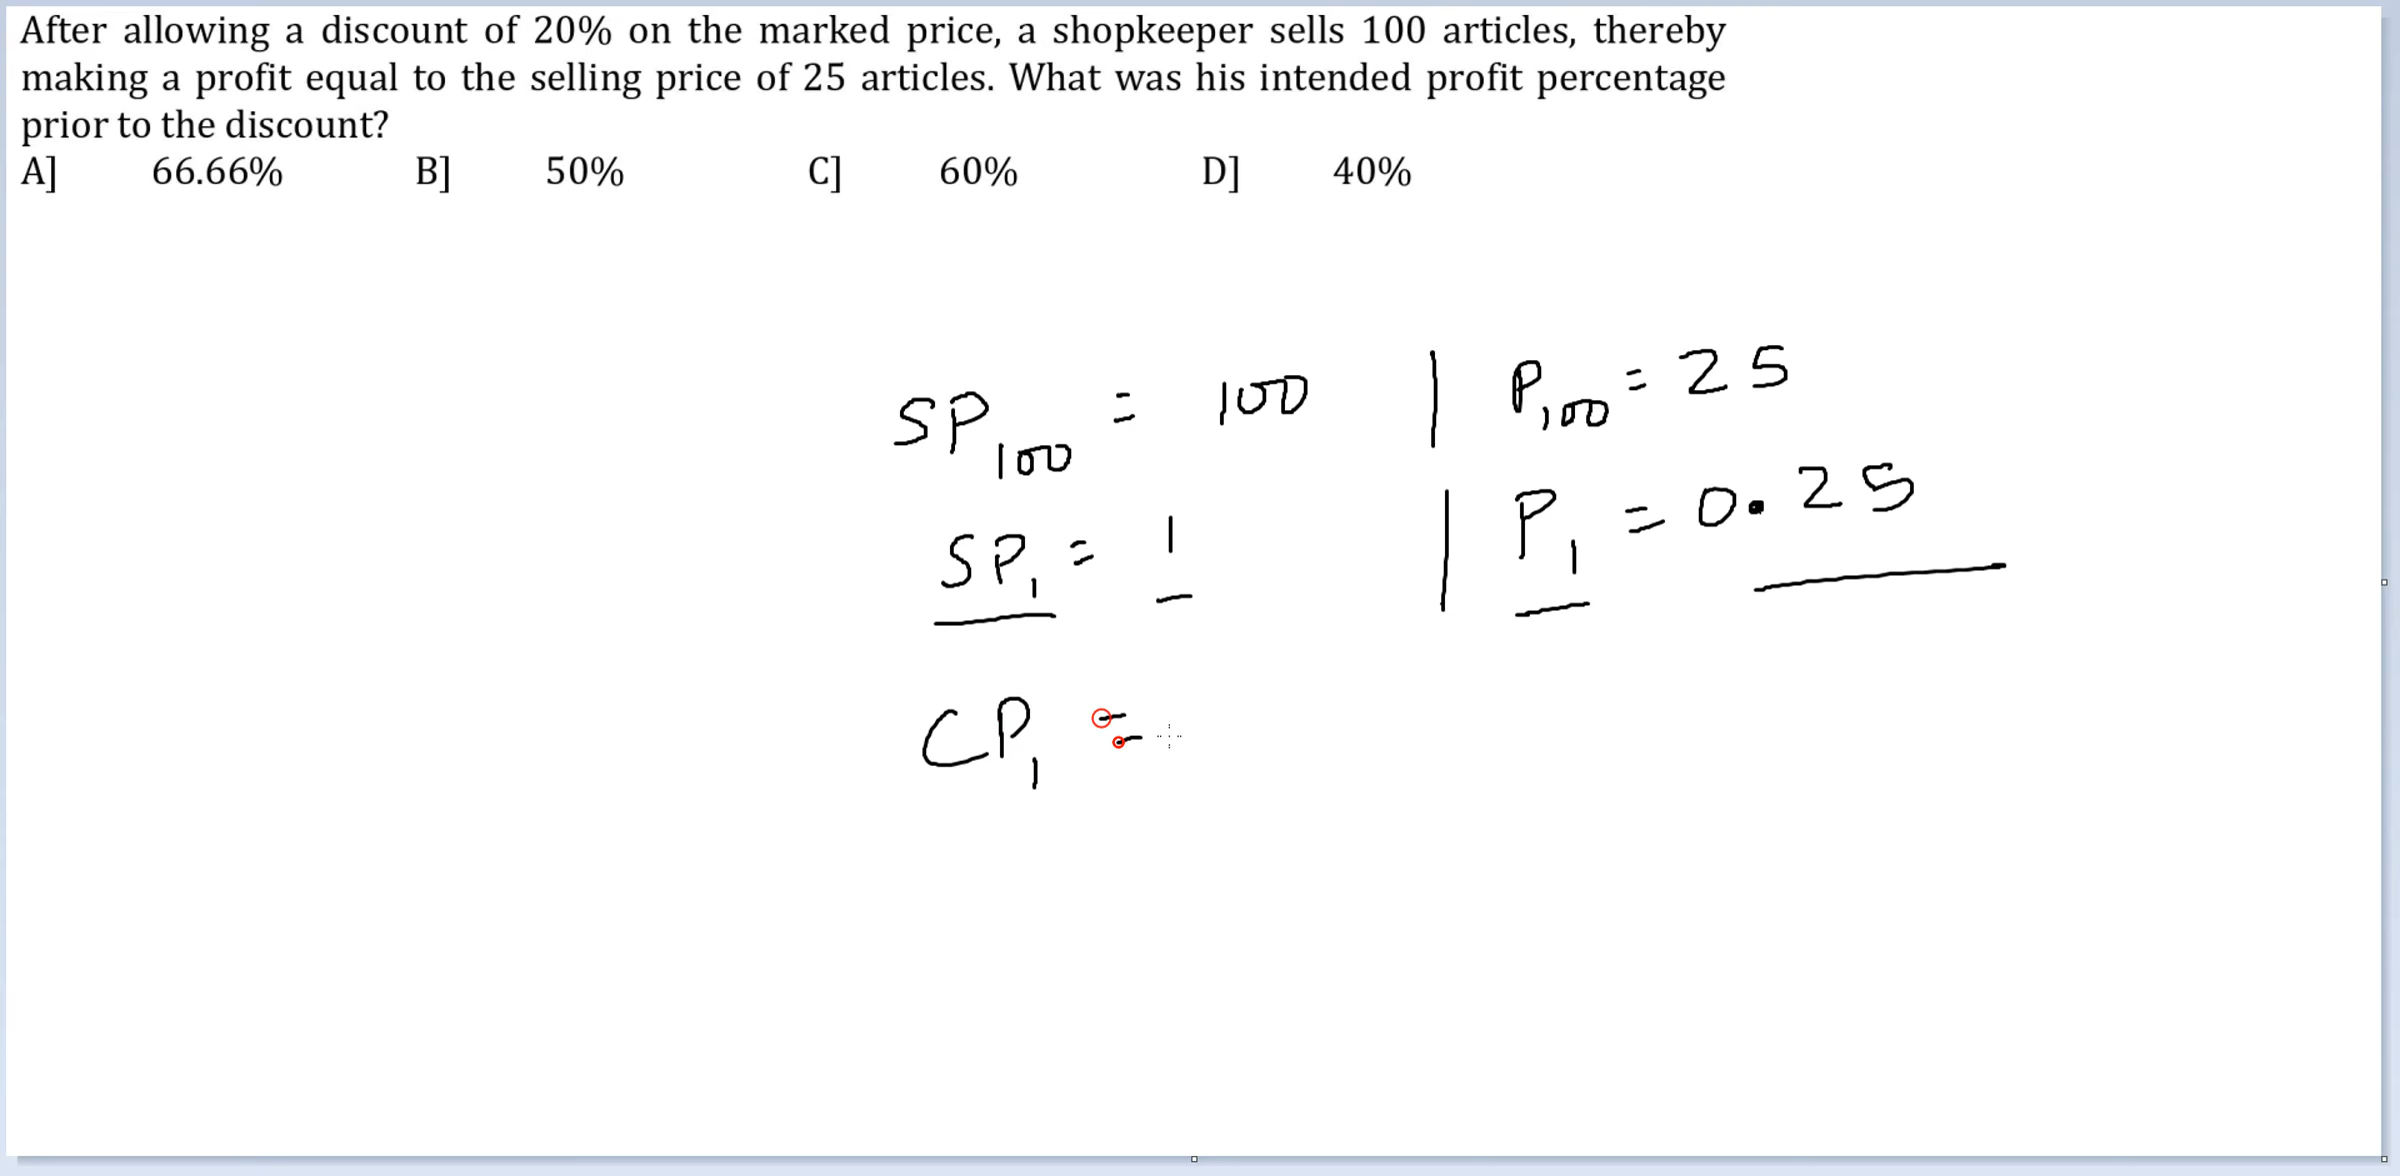 After allowing a discount of 20% on the marked price, a shopkeeper sells 100 articles, thereby
making a profit equal to the selling price of 25 articles. What was his intended profit percentage
prior to the discount?
A] 66.66% B] 50% C] 60% D] 40%
SP₁₀₀ = 100 | P₁₀₀ = 25
SP₁ = 1 | P₁ = 0.25
CP₁ =